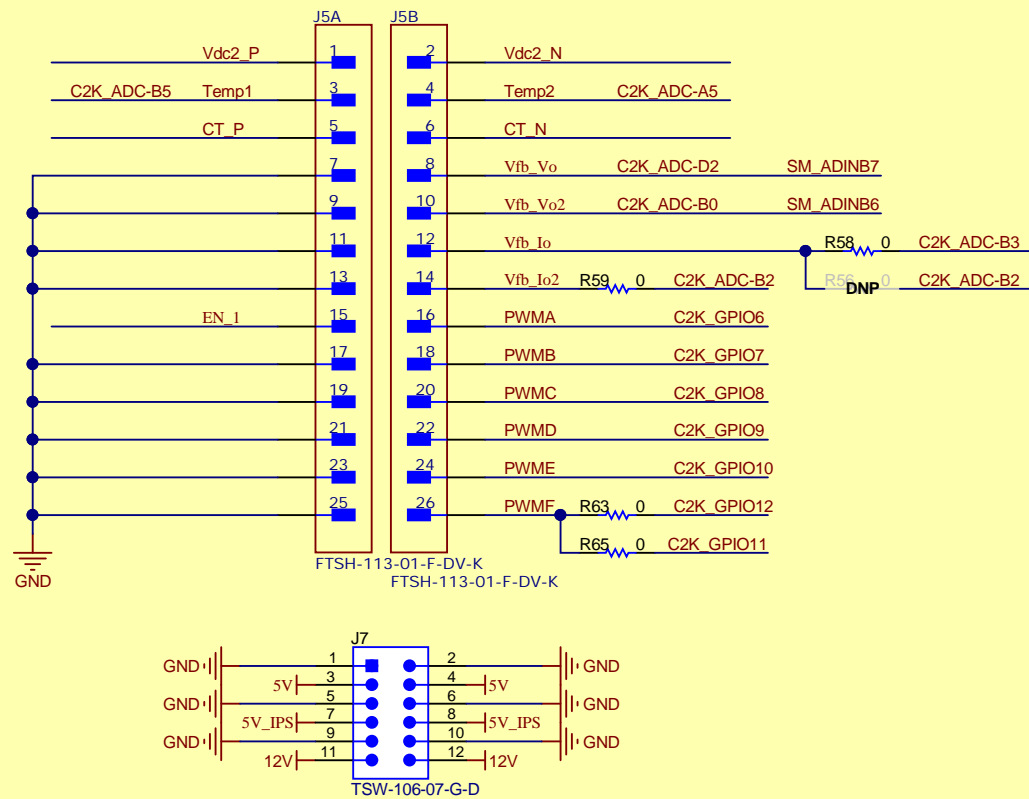 J5A J5B
Vdc2_P 1 2 Vdc2_N
C2K_ADC-B5 Temp1 3 4 Temp2 C2K_ADC-A5
CT_P 5 6 CT_N
7 8 Vfb_Vo C2K_ADC-D2 SM_ADINB7
9 10 Vfb_Vo2 C2K_ADC-B0 SM_ADINB6
11 12 Vfb_Io R58 0 C2K_ADC-B3
13 14 Vfb_Io2 R59 0 C2K_ADC-B2 R56 0 DNP C2K_ADC-B2
EN_1 15 16 PWMA C2K_GPIO6
17 18 PWMB C2K_GPIO7
19 20 PWMC C2K_GPIO8
21 22 PWMD C2K_GPIO9
23 24 PWME C2K_GPIO10
25 26 PWMF R63 0 C2K_GPIO12
R65 0 C2K_GPIO11
FTSH-113-01-F-DV-K
GND FTSH-113-01-F-DV-K
J7
GND 1 2 GND
5V 3 4 5V
GND 5 6 GND
5V_IPS 7 8 5V_IPS
GND 9 10 GND
12V 11 12 12V
TSW-106-07-G-D